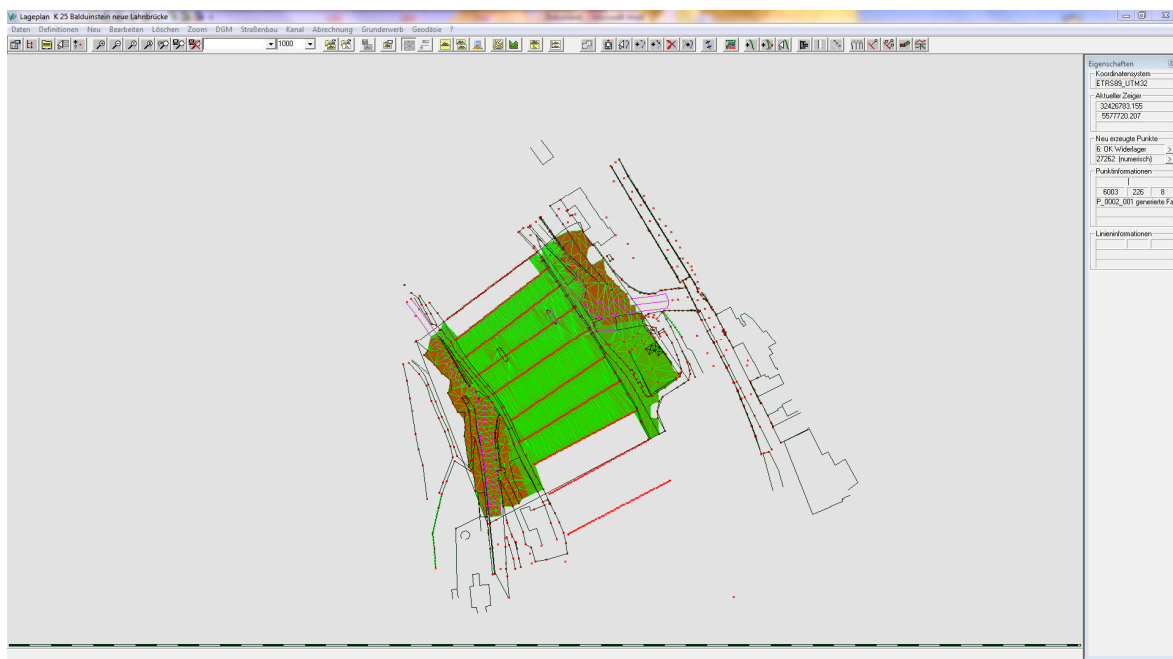 Lageplan K 25 Balduinstein neue Lahnbrücke
Daten Definitionen Neu Bearbeiten Löschen Zoom DGM Straßenbau Kanal Abrechnung Grunderwerb Geodäsie ?
1000
Eigenschaften
Koordinatensystem
ETRS89_UTM32
Aktueller Zeiger
32426783.155
5577720.207
Neu erzeugte Punkte
6: OK Widerlager >
27262 (numerisch) >
Punktinformationen
6003 226 8
P_0002_001 generierte Fa
Linieninformationen